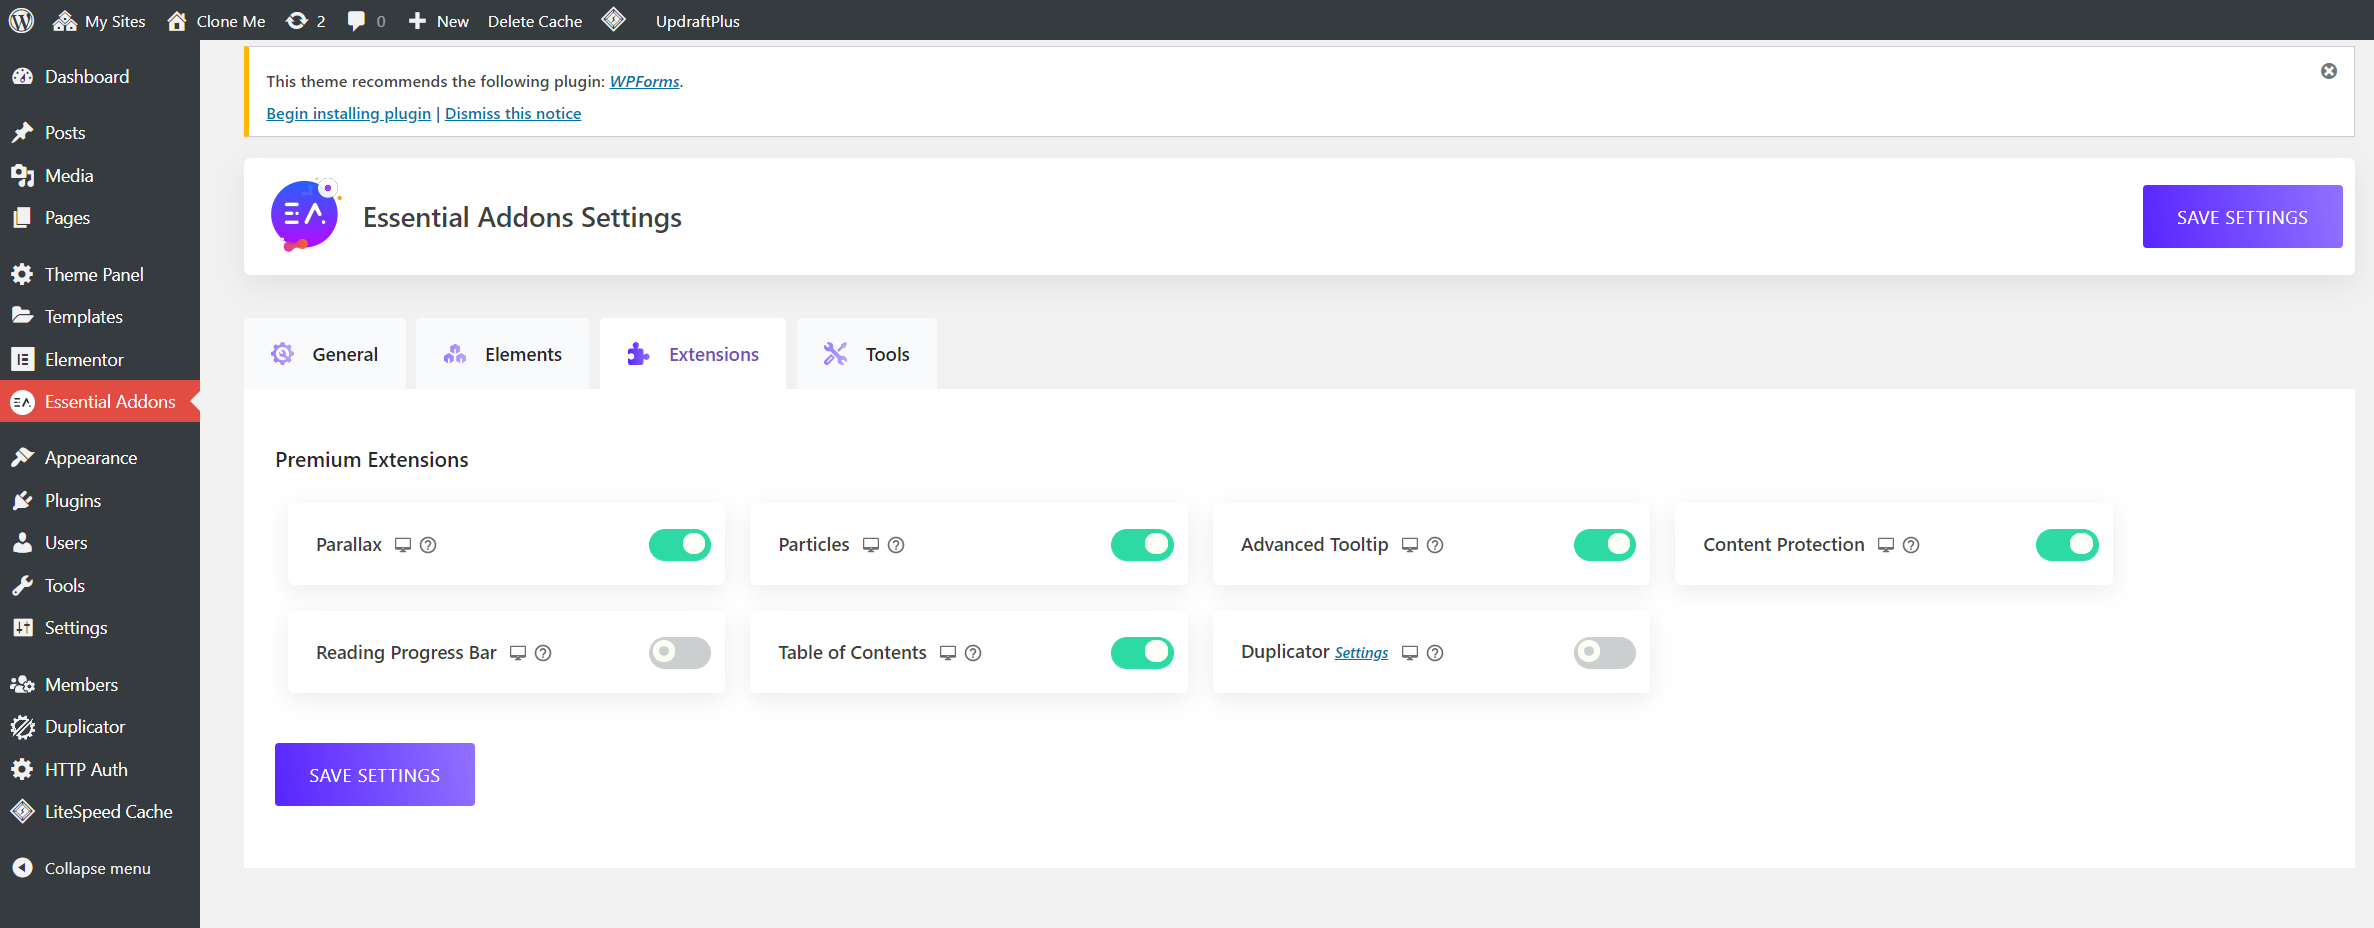 My Sites Clone Me 2 0 New Delete Cache UpdraftPlus
Dashboard
Posts
Media
Pages
Theme Panel
Templates
Elementor
Essential Addons
Appearance
Plugins
Users
Tools
Settings
Members
Duplicator
HTTP Auth
LiteSpeed Cache
Collapse menu
This theme recommends the following plugin: WPForms.
Begin installing plugin | Dismiss this notice
Essential Addons Settings
SAVE SETTINGS
General Elements Extensions Tools
Premium Extensions
Parallax Particles Advanced Tooltip Content Protection
Reading Progress Bar Table of Contents Duplicator Settings
SAVE SETTINGS